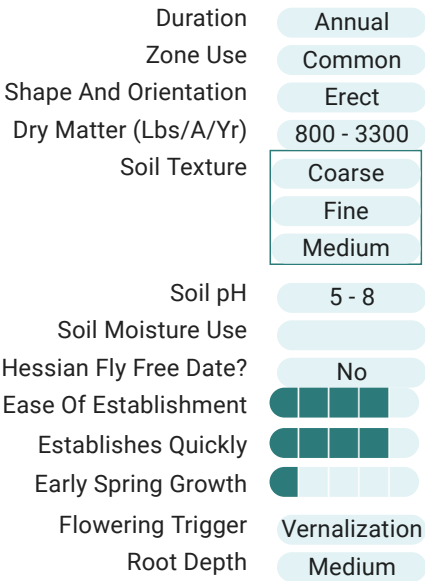 Duration Annual
Zone Use Common
Shape And Orientation Erect
Dry Matter (Lbs/A/Yr) 800 - 3300
Soil Texture Coarse
Fine
Medium
Soil pH 5 - 8
Soil Moisture Use
Hessian Fly Free Date? No
Ease Of Establishment
Establishes Quickly
Early Spring Growth
Flowering Trigger Vernalization
Root Depth Medium